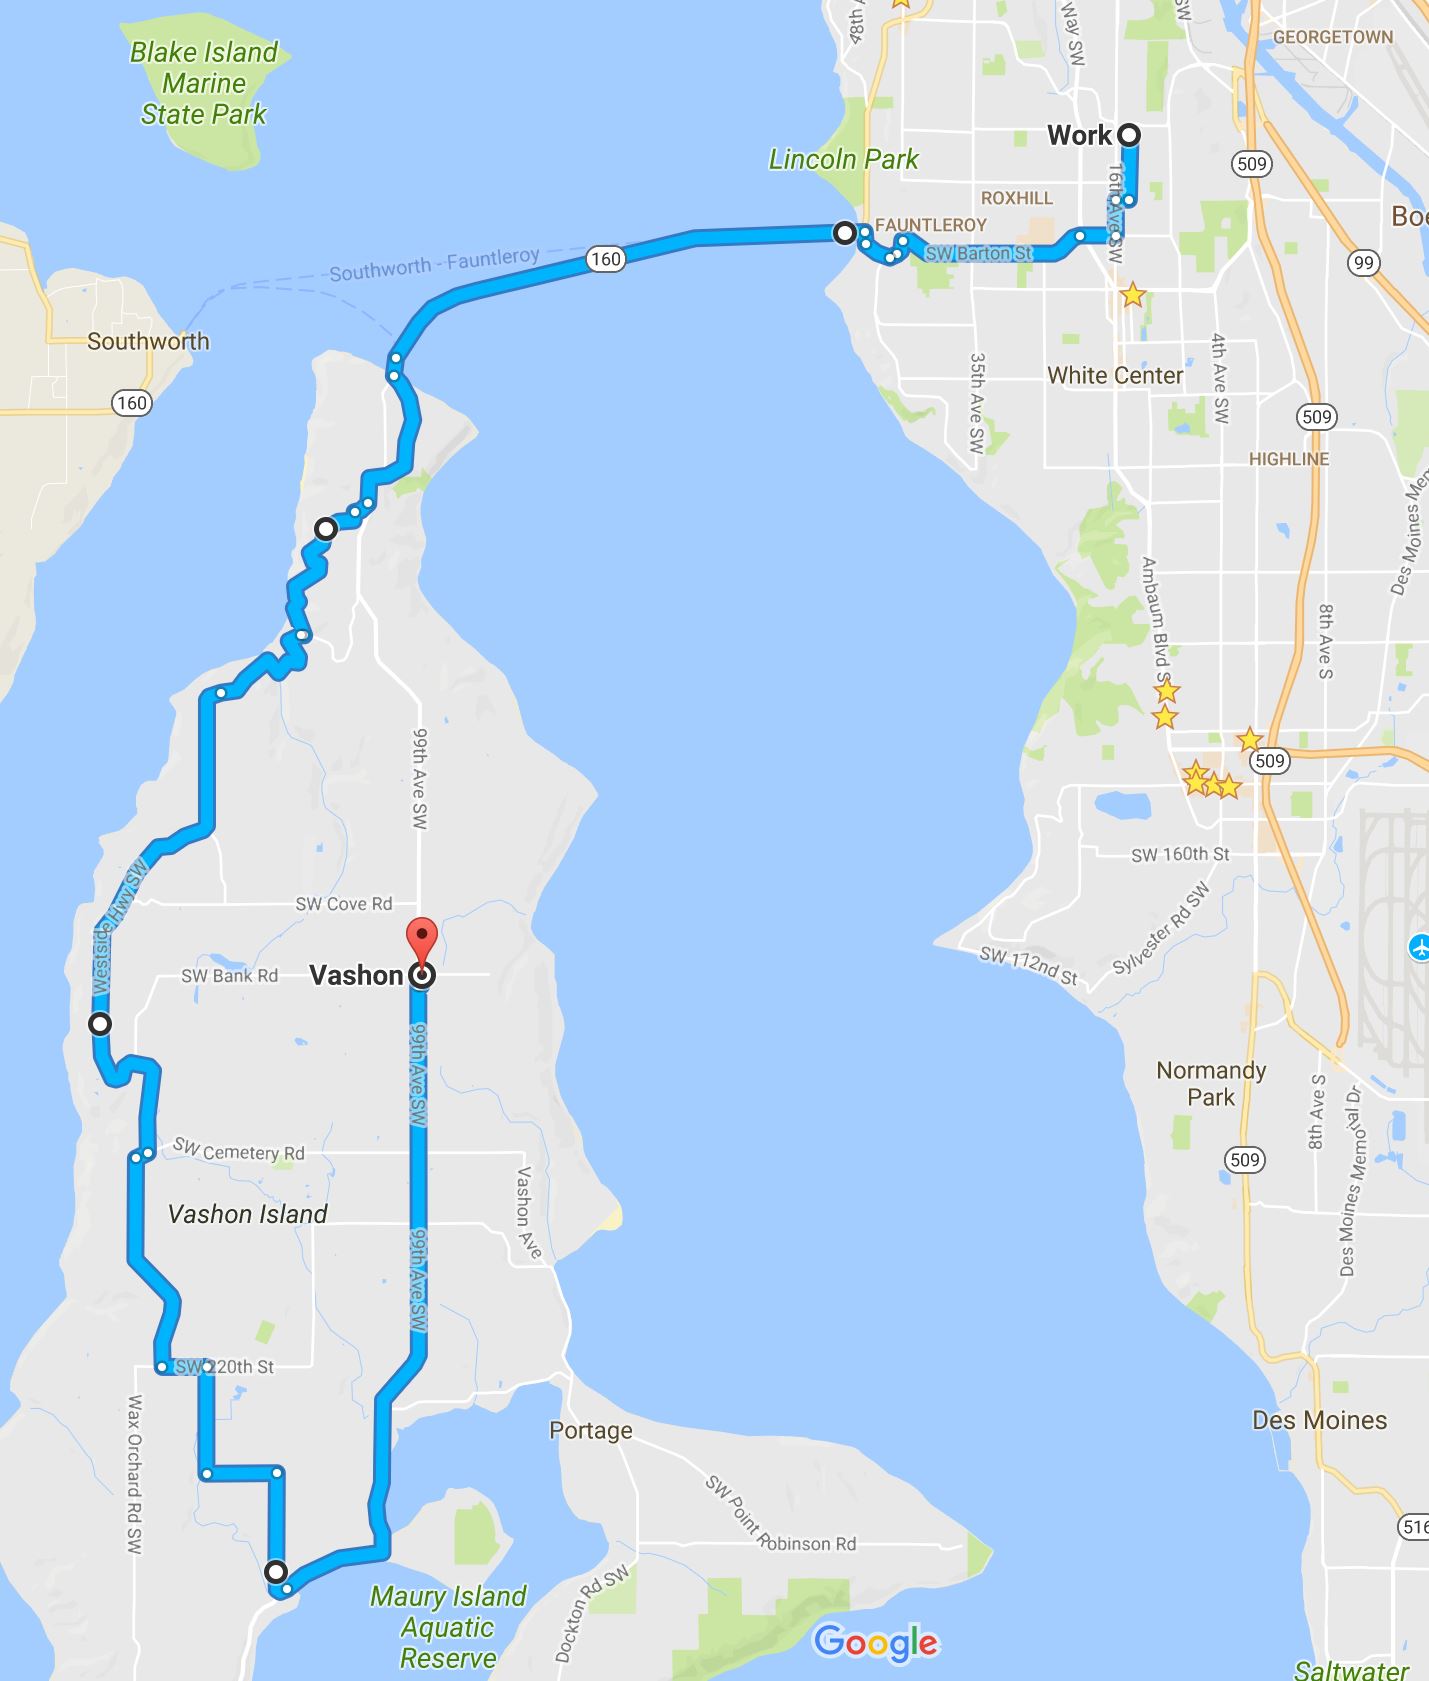 Blake Island
Marine
State Park
48th A
Way SW
SW
GEORGETOWN
Work
509
Lincoln Park
16th Ave SW
ROXHILL
Boe
FAUNTLEROY
SW Barton St
Southworth - Fauntleroy
160
99
Southworth
160
35th Ave SW
White Center
4th Ave SW
509
HIGHLINE
Des Moines Mem
Ambaum Blvd S
8th Ave S
99th Ave SW
509
SW 160th St
Westside Hwy SW
SW Cove Rd
Sylvester Rd SW
SW Bank Rd
Vashon
SW 172nd St
99th Ave SW
Normandy
Park
8th Ave S
Des Moines Memorial Dr
SW Cemetery Rd
509
Vashon Ave
Vashon Island
99th Ave SW
SW 220th St
Wax Orchard Rd SW
Portage
Des Moines
SW Point Robinson Rd
516
Maury Island
Aquatic
Reserve
Dockton Rd SW
Google
Saltwater